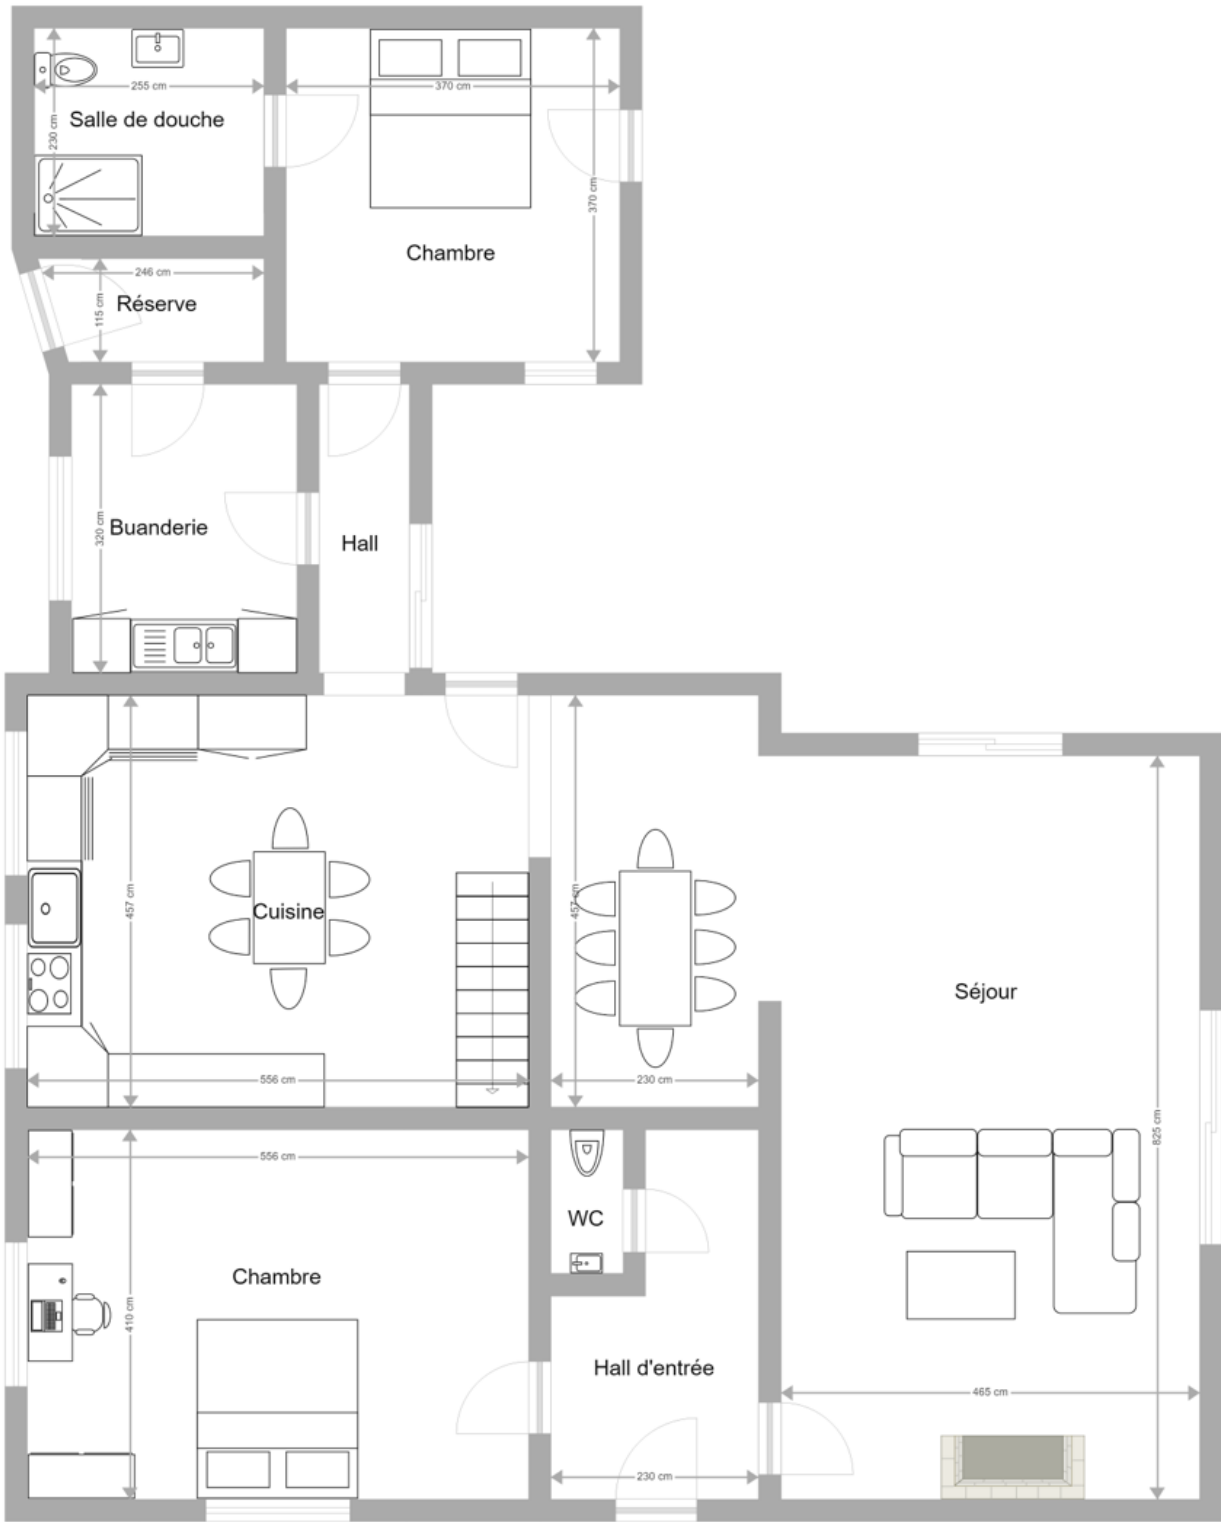 255 cm
370 cm
Salle de douche
230 cm
370 cm
Chambre
246 cm
Réserve
115 cm
320 cm
Buanderie
Hall
457 cm
Cuisine
457 cm
Séjour
556 cm
230 cm
825 cm
556 cm
WC
Chambre
410 cm
Hall d'entrée
465 cm
230 cm